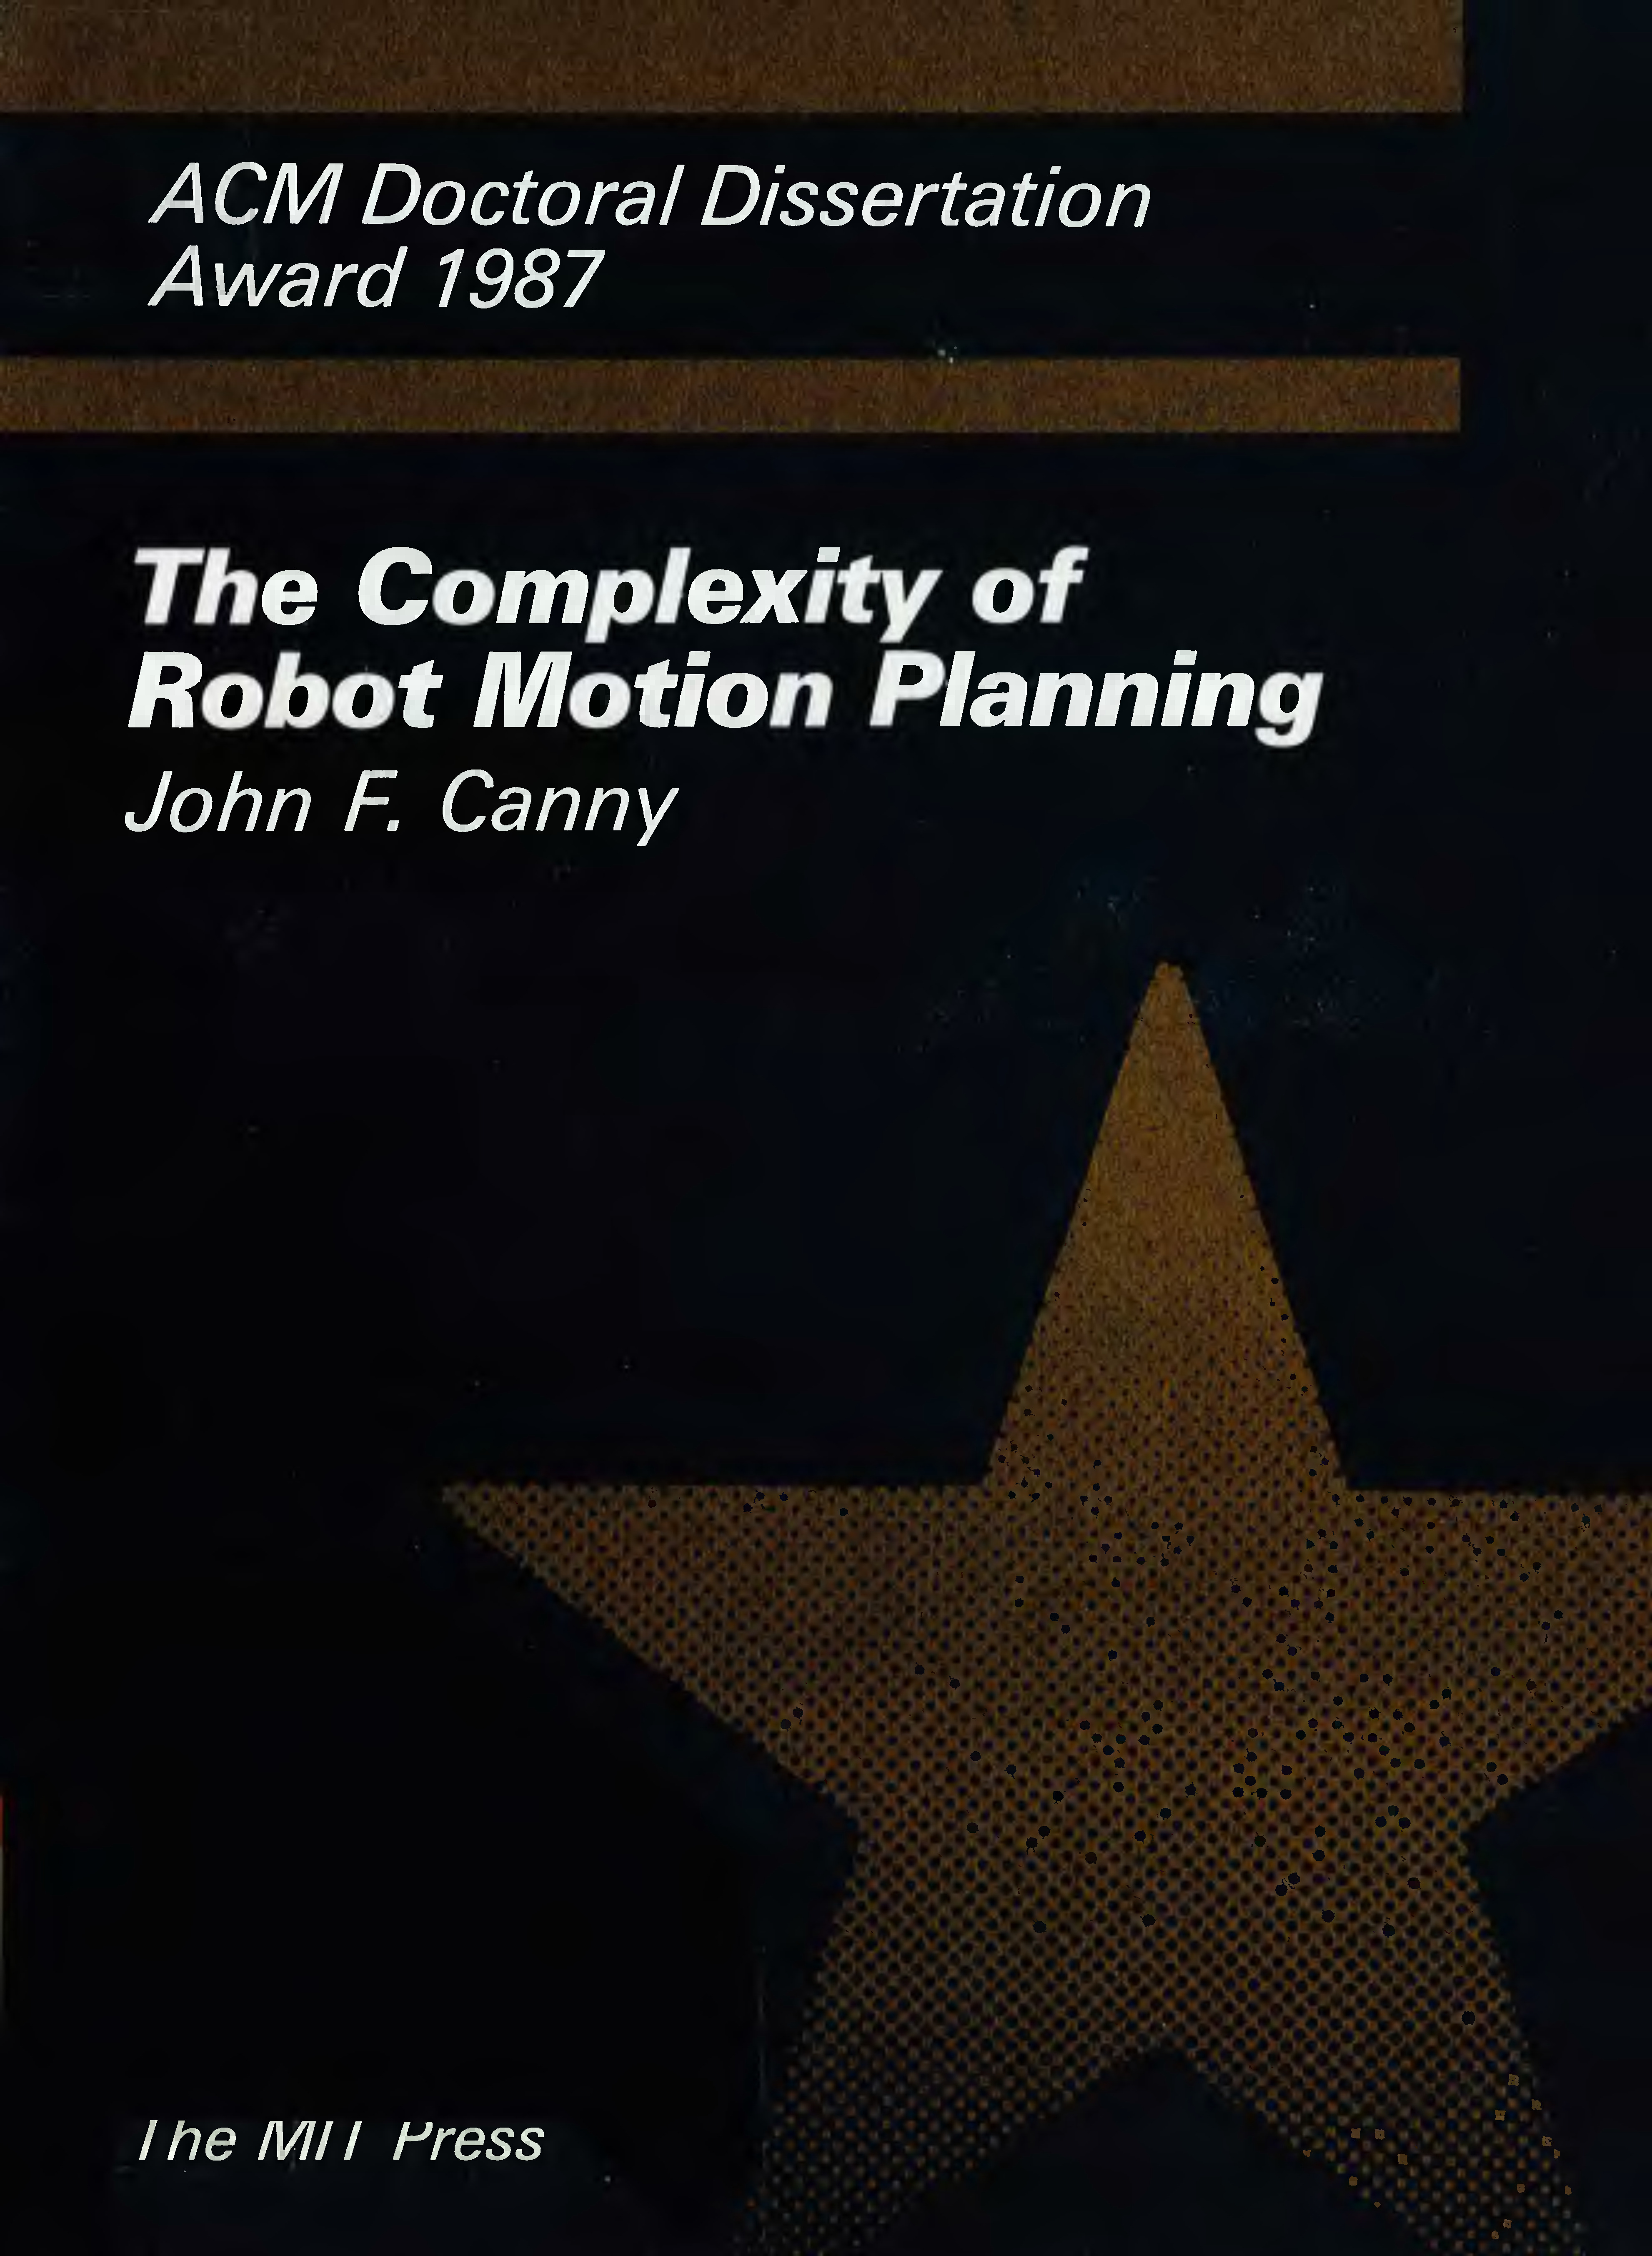 ACM Doctoral Dissertation
Award 1987
The Complexity of
Robot Motion Planning
John F. Canny
The MIT Press